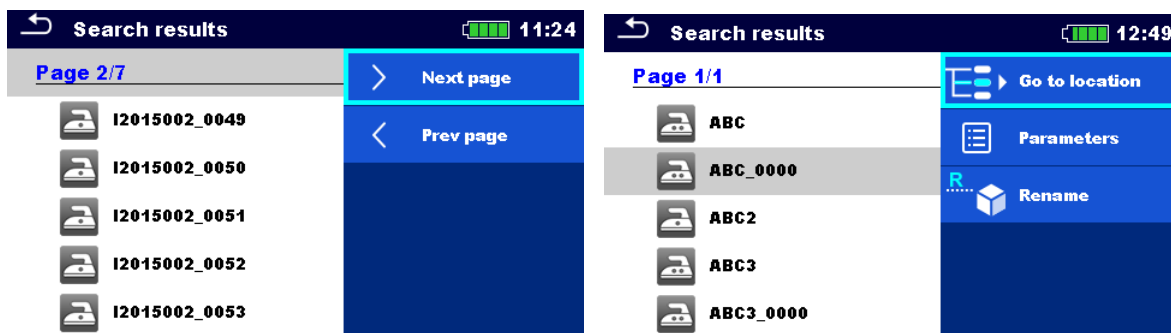 Search results 11:24
Page 2/7
Next page
I2015002_0049
Prev page
I2015002_0050
I2015002_0051
I2015002_0052
I2015002_0053
Search results 12:49
Page 1/1
Go to location
ABC
Parameters
ABC_0000
R
Rename
ABC2
ABC3
ABC3_0000